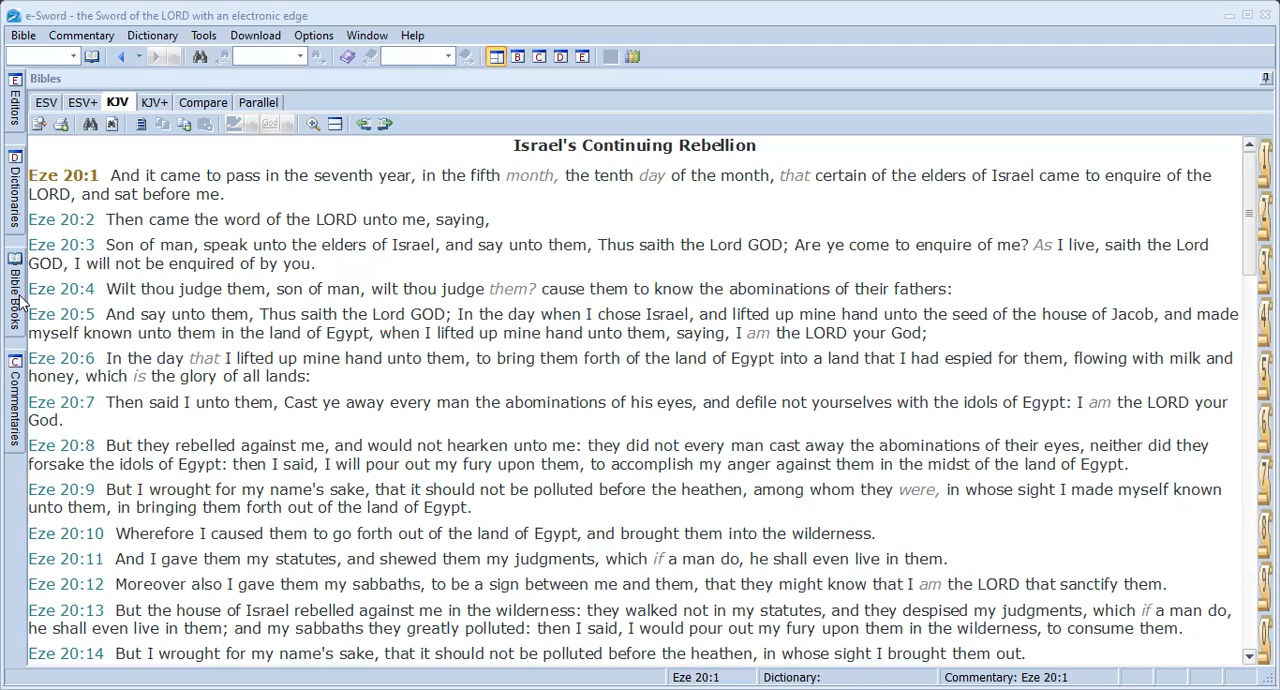 e-Sword - the Sword of the LORD with an electronic edge
Bible Commentary Dictionary Tools Download Options Window Help
B C D E
Bibles
ESV ESV+ KJV KJV+ Compare Parallel
E Editors
D Dictionaries
Bible Books
C Commentaries
God
Israel's Continuing Rebellion
Eze 20:1 And it came to pass in the seventh year, in the fifth month, the tenth day of the month, that certain of the elders of Israel came to enquire of the
LORD, and sat before me.
Eze 20:2 Then came the word of the LORD unto me, saying,
Eze 20:3 Son of man, speak unto the elders of Israel, and say unto them, Thus saith the Lord GOD; Are ye come to enquire of me? As I live, saith the Lord
GOD, I will not be enquired of by you.
Eze 20:4 Wilt thou judge them, son of man, wilt thou judge them? cause them to know the abominations of their fathers:
Eze 20:5 And say unto them, Thus saith the Lord GOD; In the day when I chose Israel, and lifted up mine hand unto the seed of the house of Jacob, and made
myself known unto them in the land of Egypt, when I lifted up mine hand unto them, saying, I am the LORD your God;
Eze 20:6 In the day that I lifted up mine hand unto them, to bring them forth of the land of Egypt into a land that I had espied for them, flowing with milk and
honey, which is the glory of all lands:
Eze 20:7 Then said I unto them, Cast ye away every man the abominations of his eyes, and defile not yourselves with the idols of Egypt: I am the LORD your
God.
Eze 20:8 But they rebelled against me, and would not hearken unto me: they did not every man cast away the abominations of their eyes, neither did they
forsake the idols of Egypt: then I said, I will pour out my fury upon them, to accomplish my anger against them in the midst of the land of Egypt.
Eze 20:9 But I wrought for my name's sake, that it should not be polluted before the heathen, among whom they were, in whose sight I made myself known
unto them, in bringing them forth out of the land of Egypt.
Eze 20:10 Wherefore I caused them to go forth out of the land of Egypt, and brought them into the wilderness.
Eze 20:11 And I gave them my statutes, and shewed them my judgments, which if a man do, he shall even live in them.
Eze 20:12 Moreover also I gave them my sabbaths, to be a sign between me and them, that they might know that I am the LORD that sanctify them.
Eze 20:13 But the house of Israel rebelled against me in the wilderness: they walked not in my statutes, and they despised my judgments, which if a man do,
he shall even live in them; and my sabbaths they greatly polluted: then I said, I would pour out my fury upon them in the wilderness, to consume them.
Eze 20:14 But I wrought for my name's sake, that it should not be polluted before the heathen, in whose sight I brought them out.
1
2
3
4
5
6
7
8
9
0
Eze 20:1 Dictionary: Commentary: Eze 20:1